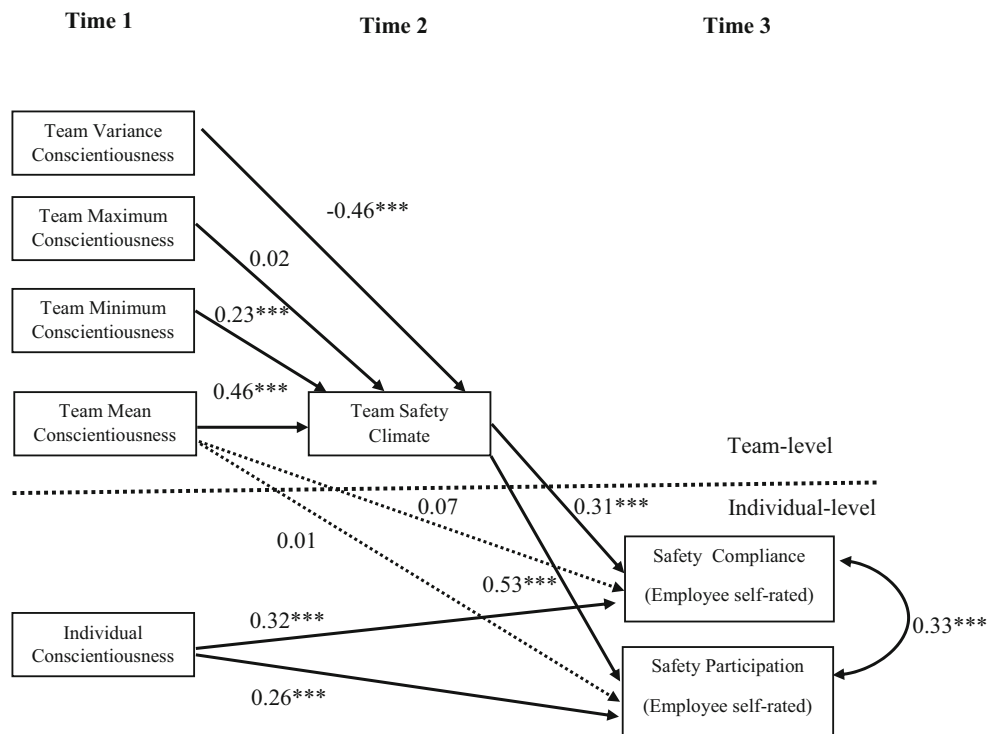 Time 1
Time 2
Time 3
Team Variance
Conscientiousness
-0.46***
Team Maximum
Conscientiousness
0.02
Team Minimum
Conscientiousness
0.23***
0.46***
Team Mean
Conscientiousness
Team Safety
Climate
Team-level
Individual-level
0.07
0.31***
0.01
0.53***
Safety Compliance
(Employee self-rated)
0.32***
Individual
Conscientiousness
0.33***
Safety Participation
(Employee self-rated)
0.26***